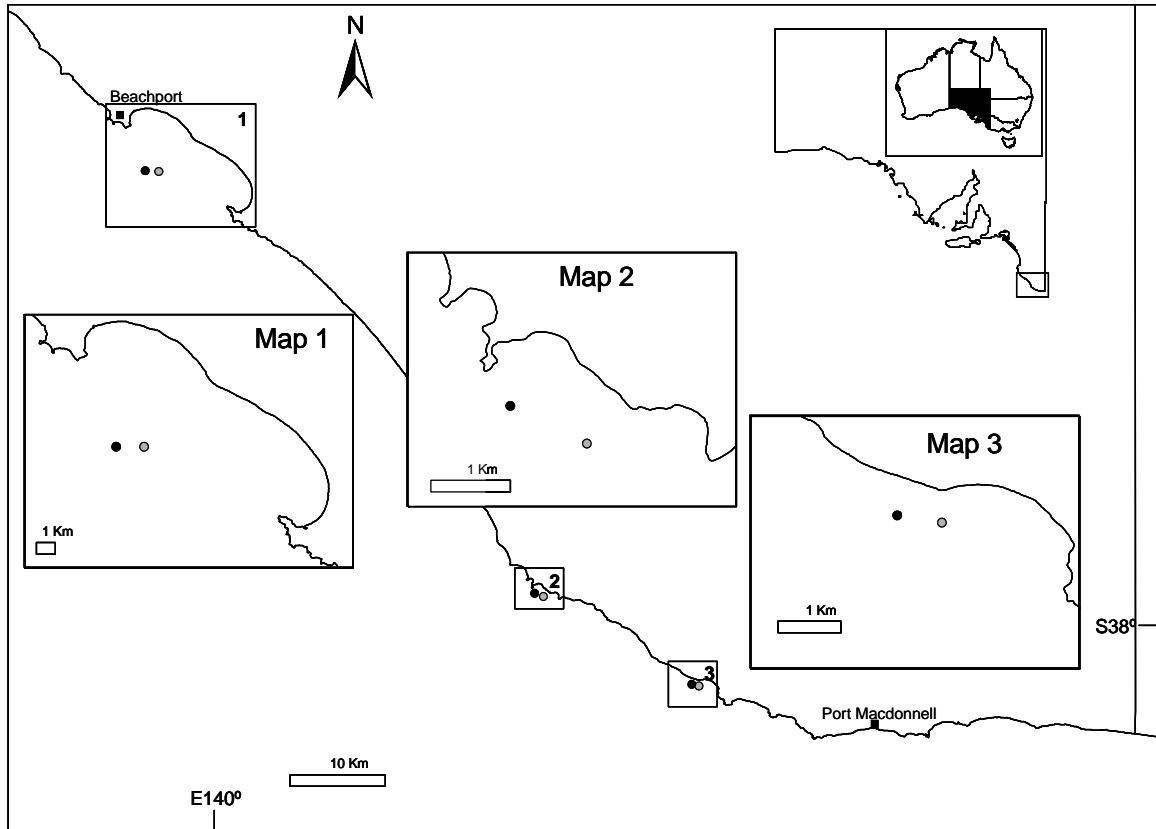 N
Beachport
1
Map 1
1 Km
Map 2
1 Km
2
Map 3
1 Km
3
S38º
Port Macdonnell
10 Km
E140º